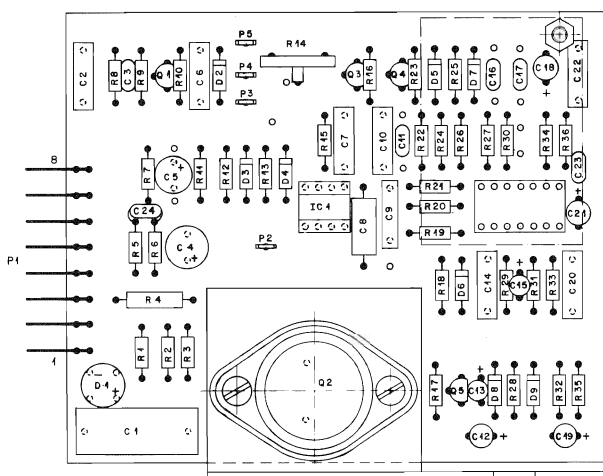 P5
R14
C2
R8
C3
R9
Q1
R10
C6
D2
P4
P3
Q3
R16
Q4
R23
D5
R25
D7
C16
C17
C18
+
C22
8
R7
C5
+
R11
R12
D3
R13
D4
R15
C7
C10
C11
R22
R24
R26
R27
R30
R34
R36
C23
+
C24
IC1
C8
C9
R21
R20
R19
C21
P1
R5
R6
C4
+
P2
R4
R18
D6
C14
R29
+
C15
R31
R33
C20
1
R1
R2
R3
D1
+
C1
Q2
R17
Q5
+
C13
D8
R28
D9
R32
R35
C12
+
C19
+